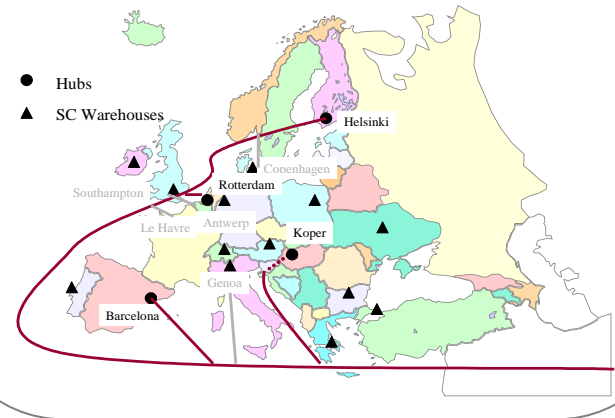 Hubs
SC Warehouses
Helsinki
Copenhagen
Southampton
Rotterdam
Le Havre
Antwerp
Koper
Genoa
Barcelona